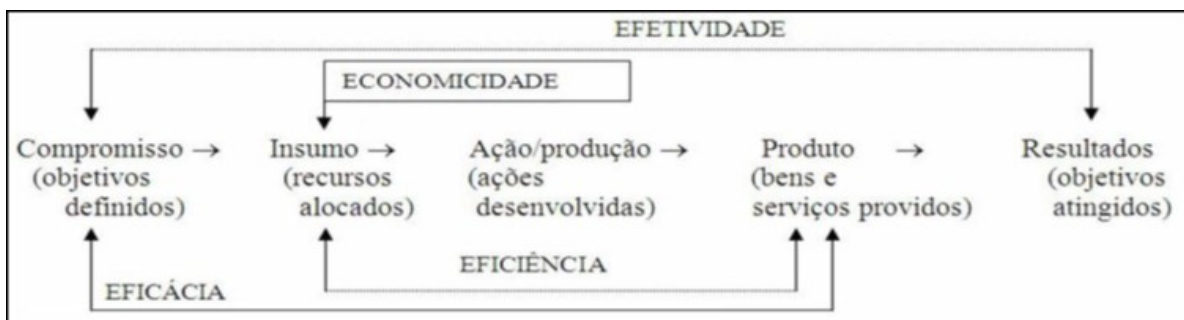 EFETIVIDADE
ECONOMICIDADE
Compromisso → Insumo → Ação/produção → Produto → Resultados
(objetivos (recursos (ações (bens e (objetivos
definidos) alocados) desenvolvidas) serviços providos) atingidos)
EFICIÊNCIA
EFICÁCIA